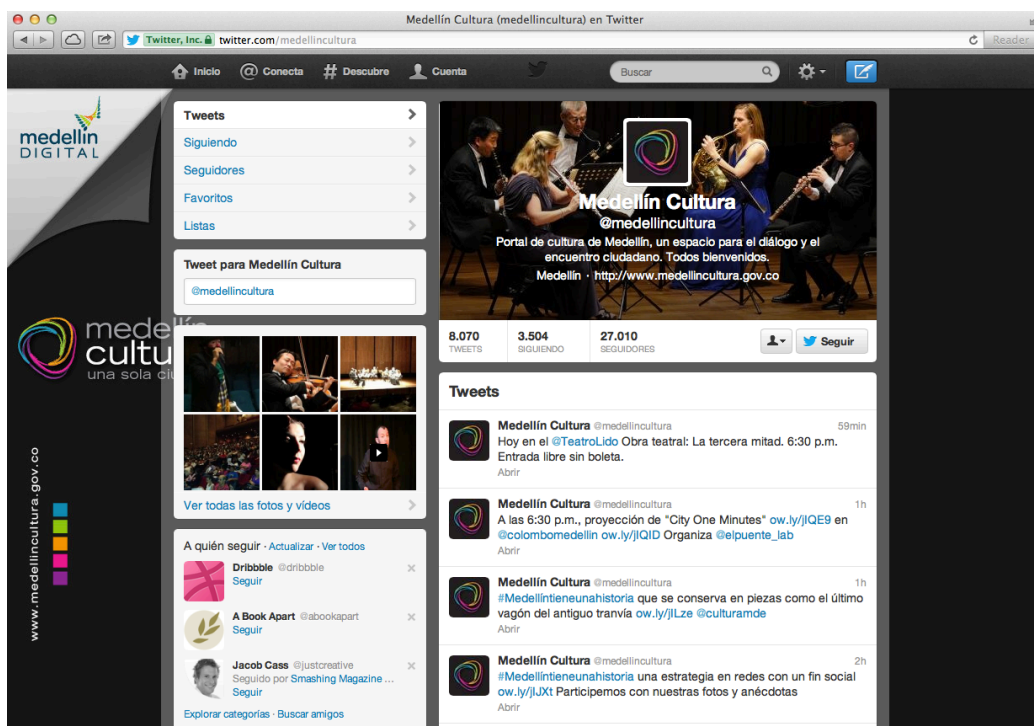 Medellín Cultura (medellincultura) en Twitter
Twitter, Inc. twitter.com/medellincultura
Reader
Inicio
Conecta
Descubre
Cuenta
Buscar
medellín
DIGITAL
medellín
cultu
una sola ciu
www.medellincultura.gov.co
Tweets
Siguiendo
Seguidores
Favoritos
Listas
Tweet para Medellín Cultura
@medellincultura
Ver todas las fotos y vídeos
A quién seguir · Actualizar · Ver todos
Dribbble @dribbble
Seguir
A Book Apart @abookapart
Seguir
Jacob Cass @justcreative
Seguido por Smashing Magazine ...
Seguir
Explorar categorías · Buscar amigos
Medellín Cultura
@medellincultura
Portal de cultura de Medellín, un espacio para el diálogo y el
encuentro ciudadano. Todos bienvenidos.
Medellín · http://www.medellincultura.gov.co
8.070 TWEETS
3.504 SIGUIENDO
27.010 SEGUIDORES
Seguir
Tweets
Medellín Cultura @medellincultura 59min
Hoy en el @TeatroLido Obra teatral: La tercera mitad. 6:30 p.m.
Entrada libre sin boleta.
Abrir
Medellín Cultura @medellincultura 1h
A las 6:30 p.m., proyección de "City One Minutes" ow.ly/jIQE9 en
@colombomedellin ow.ly/jIQID Organiza @elpuente_lab
Abrir
Medellín Cultura @medellincultura 1h
#Medellíntieneunahistoria que se conserva en piezas como el último
vagón del antiguo tranvía ow.ly/jILze @culturamde
Abrir
Medellín Cultura @medellincultura 2h
#Medellíntieneunahistoria una estrategia en redes con un fin social
ow.ly/jIJXt Participemos con nuestras fotos y anécdotas
Abrir